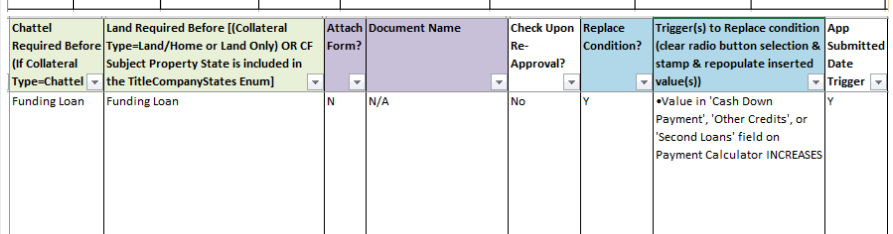 Chattel
Required Before
(If Collateral
Type=Chattel
Land Required Before [(Collateral
Type=Land/Home or Land Only) OR CF
Subject Property State is included in
the TitleCompanyStates Enum]
Attach
Form?
Document Name
Check Upon
Re-
Approval?
Replace
Condition?
Trigger(s) to Replace condition
(clear radio button selection &
stamp & repopulate inserted
value(s))
App
Submitted
Date
Trigger
Funding Loan
Funding Loan
N
N/A
No
Y
•Value in 'Cash Down
Payment', 'Other Credits', or
'Second Loans' field on
Payment Calculator INCREASES
Y